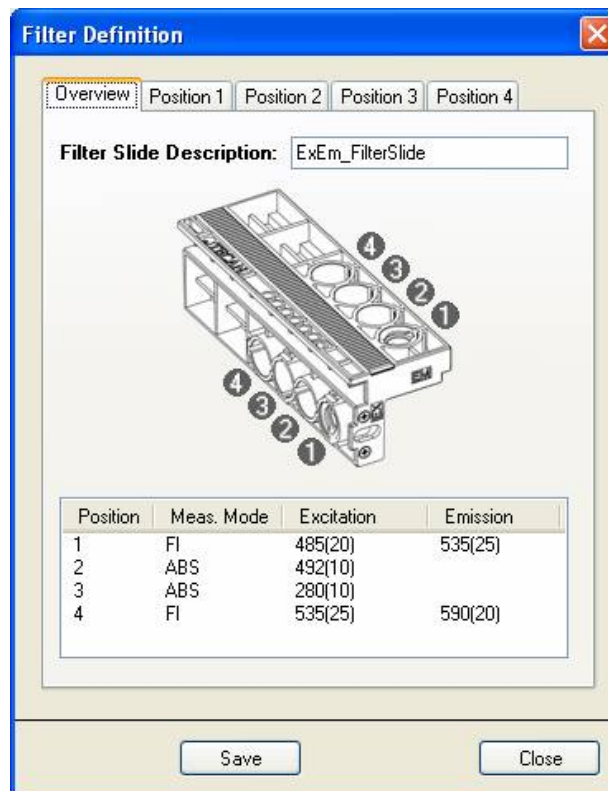 Filter Definition
Overview Position 1 Position 2 Position 3 Position 4
Filter Slide Description: ExEm_FilterSlide
TECAN
4
3
2
1
EM
4
3
2
1
Position Meas. Mode Excitation Emission
1 FI 485(20) 535(25)
2 ABS 492(10)
3 ABS 280(10)
4 FI 535(25) 590(20)
Save Close